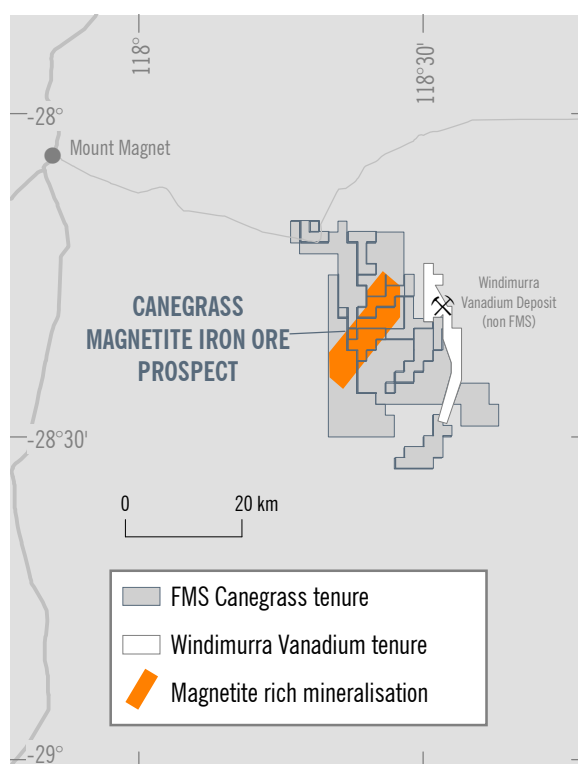 118°
118°30'
-28°
Mount Magnet
Windimurra
Vanadium Deposit
(non FMS)
CANEGRASS
MAGNETITE IRON ORE
PROSPECT
-28°30'
0
20 km
FMS Canegrass tenure
Windimurra Vanadium tenure
Magnetite rich mineralisation
-29°